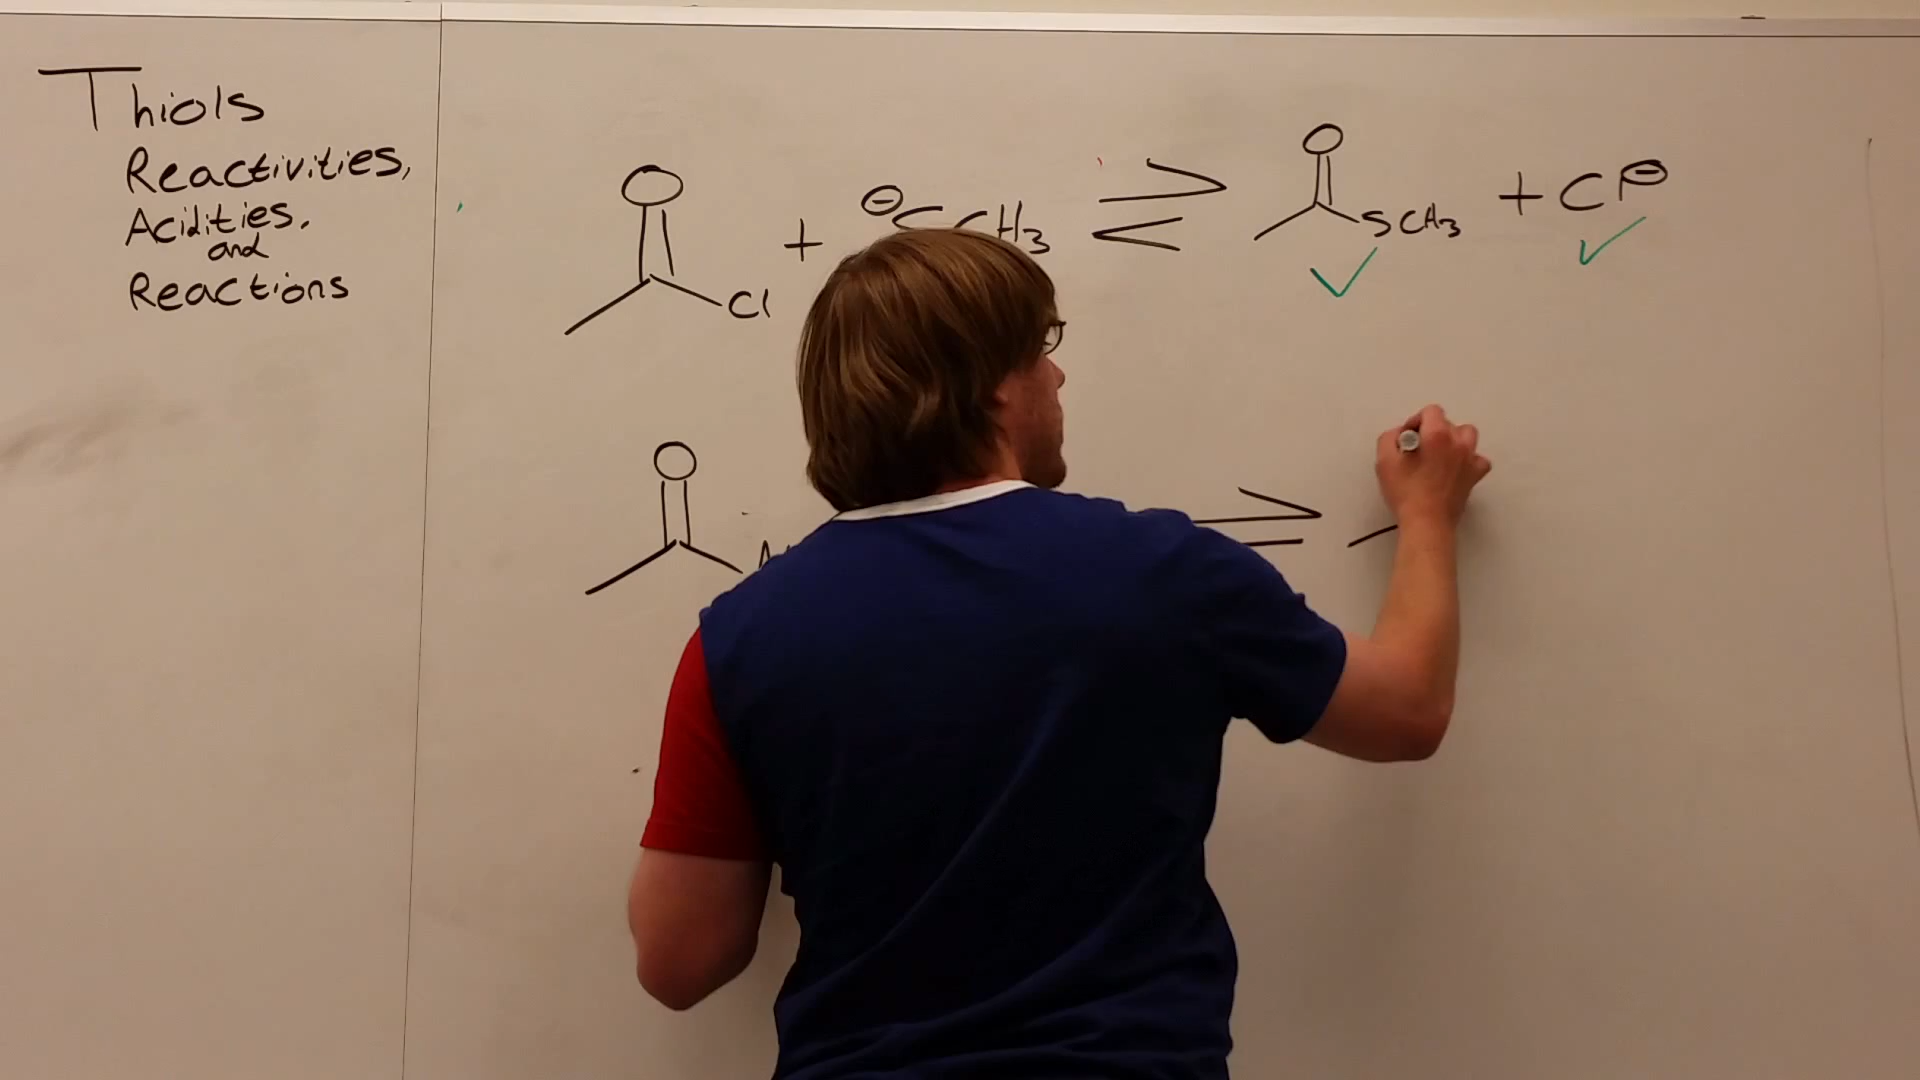 Thiols
Reactivities,
Acidities,
and
Reactions
O
Cl
+ ⊖ CH3
O
SCH3
+ Cl⊖
O